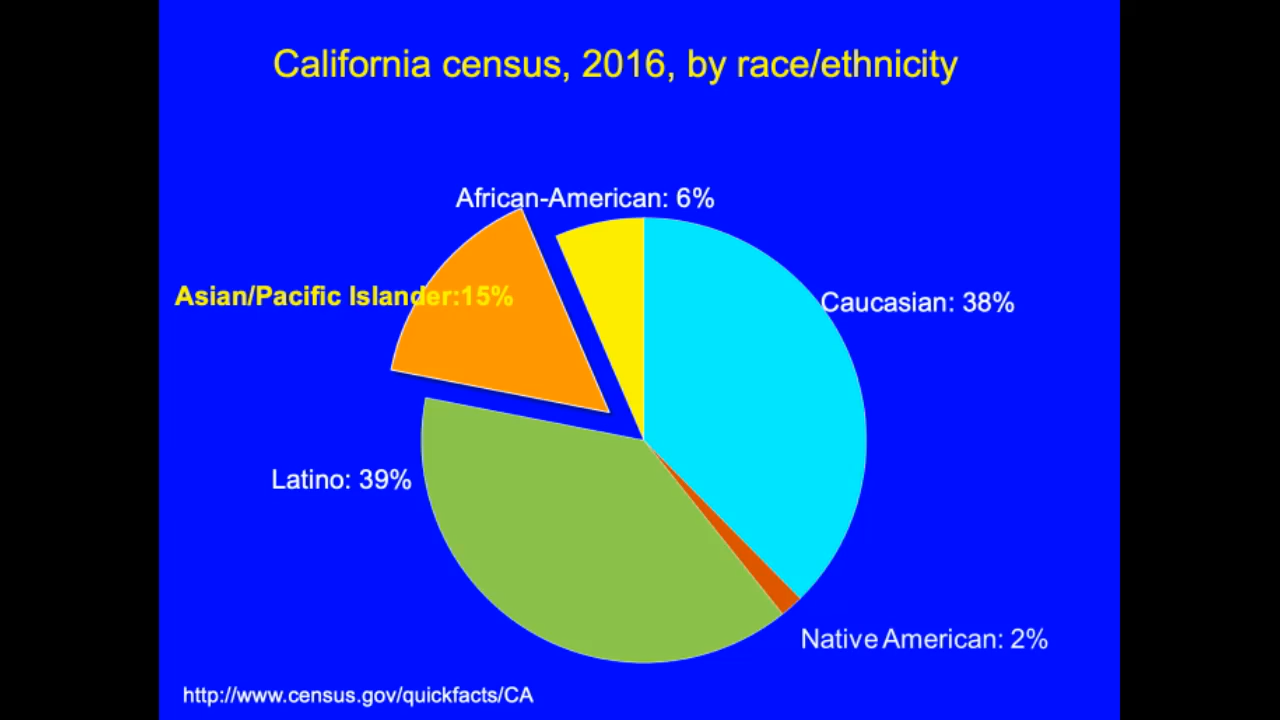 California census, 2016, by race/ethnicity
African-American: 6%
Asian/Pacific Islander:15%
Caucasian: 38%
Latino: 39%
Native American: 2%
http://www.census.gov/quickfacts/CA